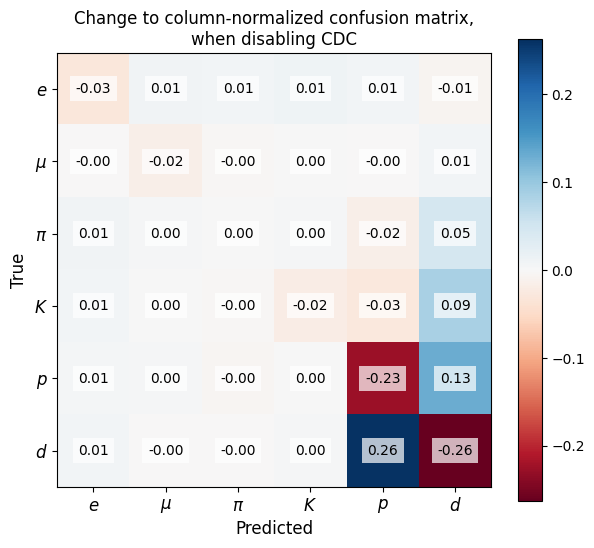 Change to column-normalized confusion matrix,
when disabling CDC
True
e -0.03 0.01 0.01 0.01 0.01 -0.01
μ -0.00 -0.02 -0.00 0.00 -0.00 0.01
π 0.01 0.00 0.00 0.00 -0.02 0.05
K 0.01 0.00 -0.00 -0.02 -0.03 0.09
p 0.01 0.00 -0.00 0.00 -0.23 0.13
d 0.01 -0.00 -0.00 0.00 0.26 -0.26
e μ π K p d
Predicted
0.2
0.1
0.0
−0.1
−0.2